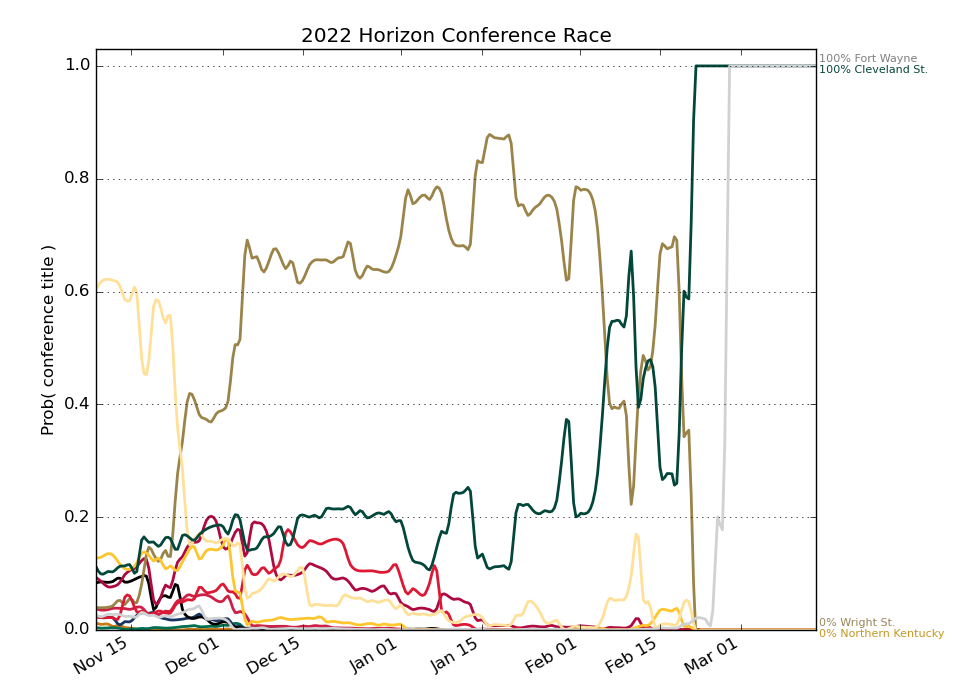 2022 Horizon Conference Race
1.0
0.8
0.6
0.4
0.2
0.0
Prob( conference title )
Nov 15
Dec 01
Dec 15
Jan 01
Jan 15
Feb 01
Feb 15
Mar 01
100% Fort Wayne
100% Cleveland St.
0% Wright St.
0% Northern Kentucky